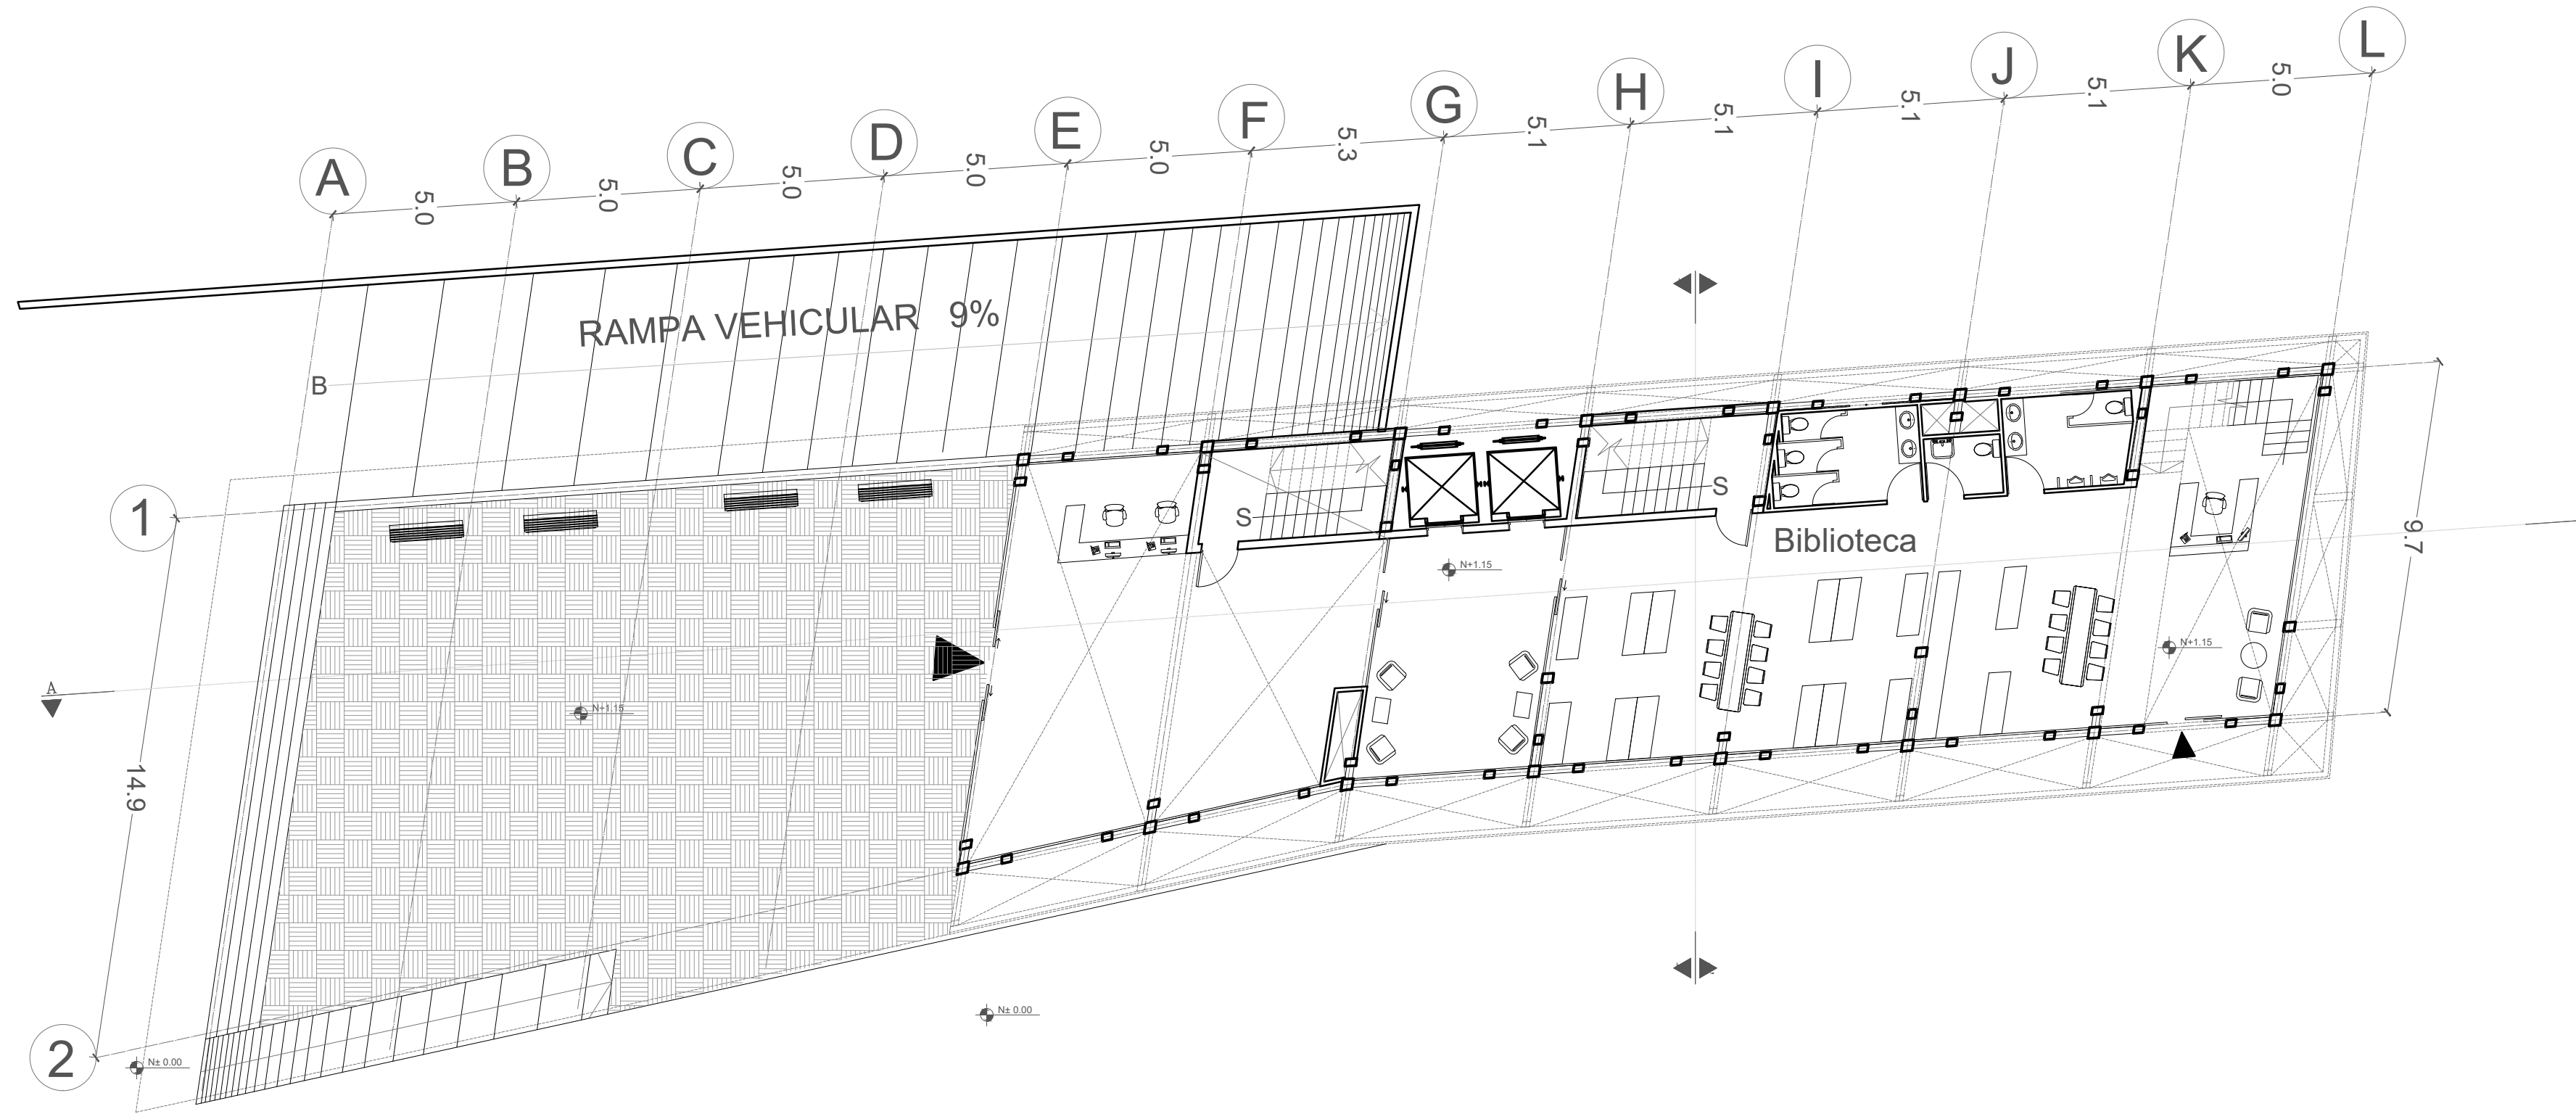 A
B
C
D
E
F
G
H
I
J
K
L
5.0
5.0
5.0
5.0
5.0
5.3
5.1
5.1
5.1
5.1
5.0
RAMPA VEHICULAR 9%
B
S
S
1
Biblioteca
N+1.15
9.7
N+1.15
A
N+1.15
14.9
N± 0.00
2
N± 0.00